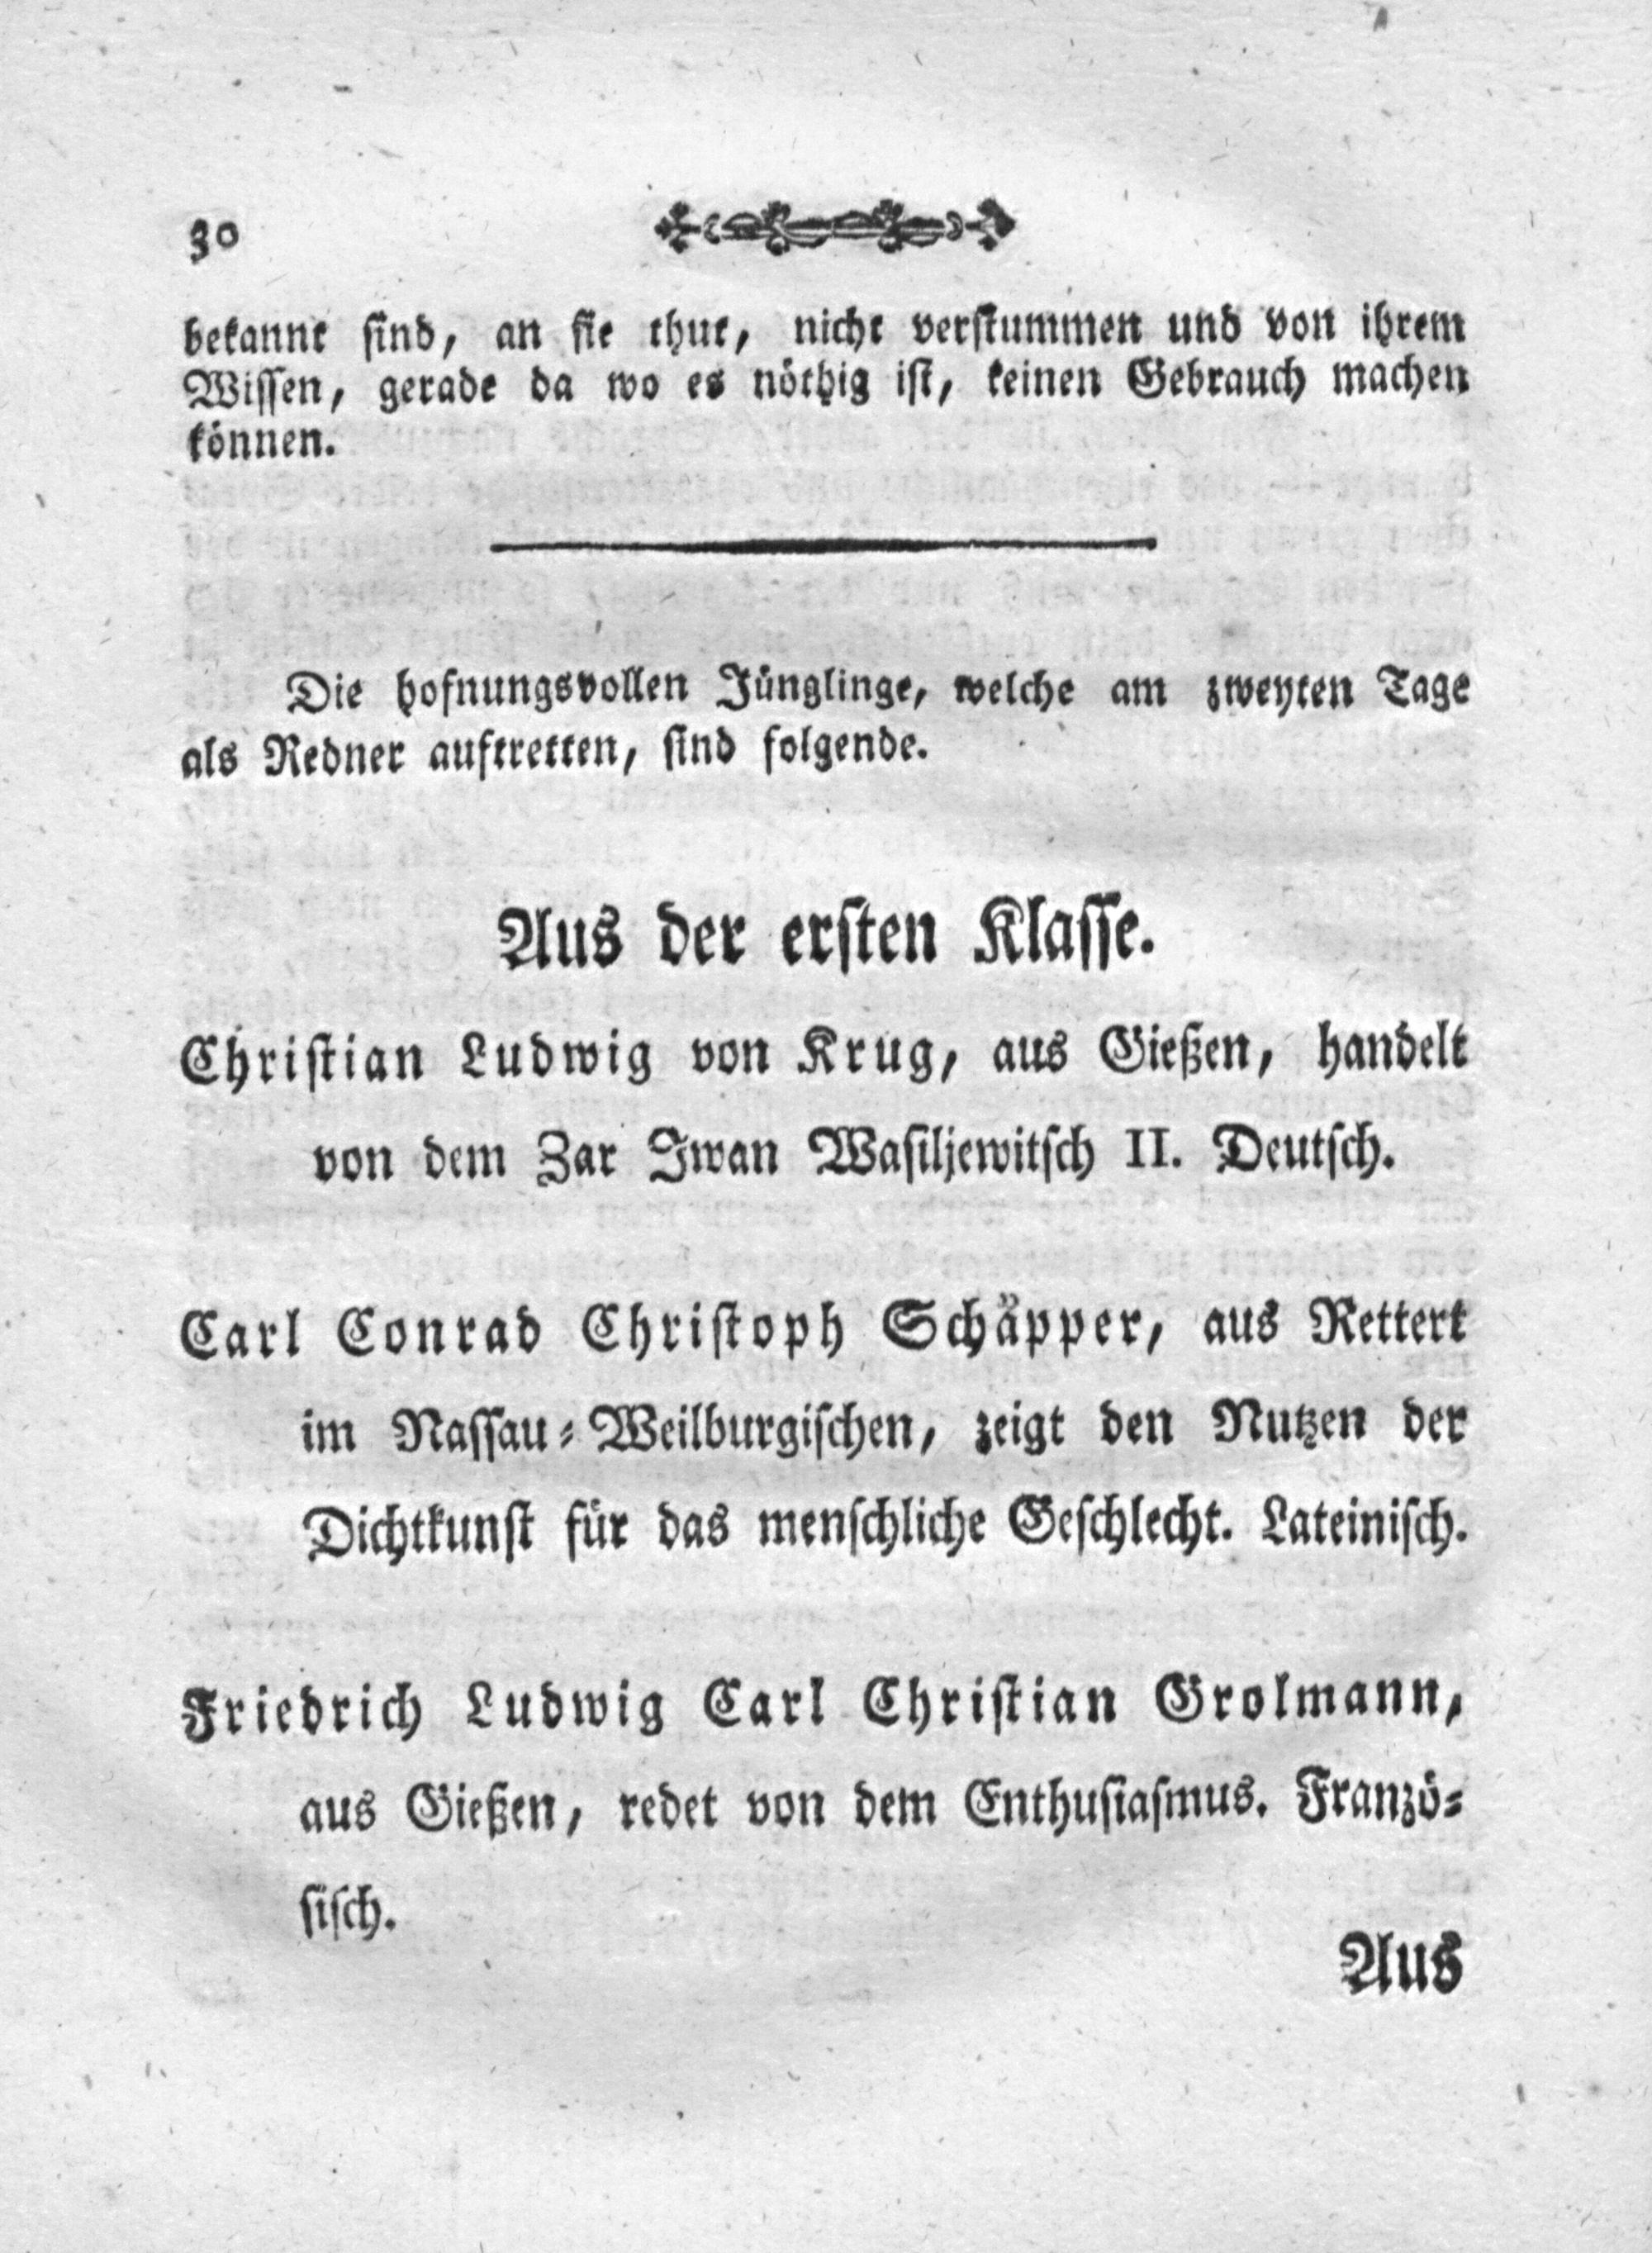 30
bekannt sind, an sie thut, nicht verstummen und von ihrem
Wissen, gerade da wo es nöthig ist, keinen Gebrauch machen
können.
Die hofnungsvollen Jünglinge, welche am zweyten Tage
als Redner auftretten, sind folgende.
Aus der ersten Klasse.
Christian Ludwig von Krug, aus Gießen, handelt
von dem Zar Iwan Wasiljewitsch II. Deutsch.
Carl Conrad Christoph Schäpper, aus Rettert
im Nassau-Weilburgischen, zeigt den Nutzen der
Dichtkunst für das menschliche Geschlecht. Lateinisch.
Friedrich Ludwig Carl Christian Grolmann,
aus Gießen, redet von dem Enthusiasmus. Franzö-
sisch.
Aus